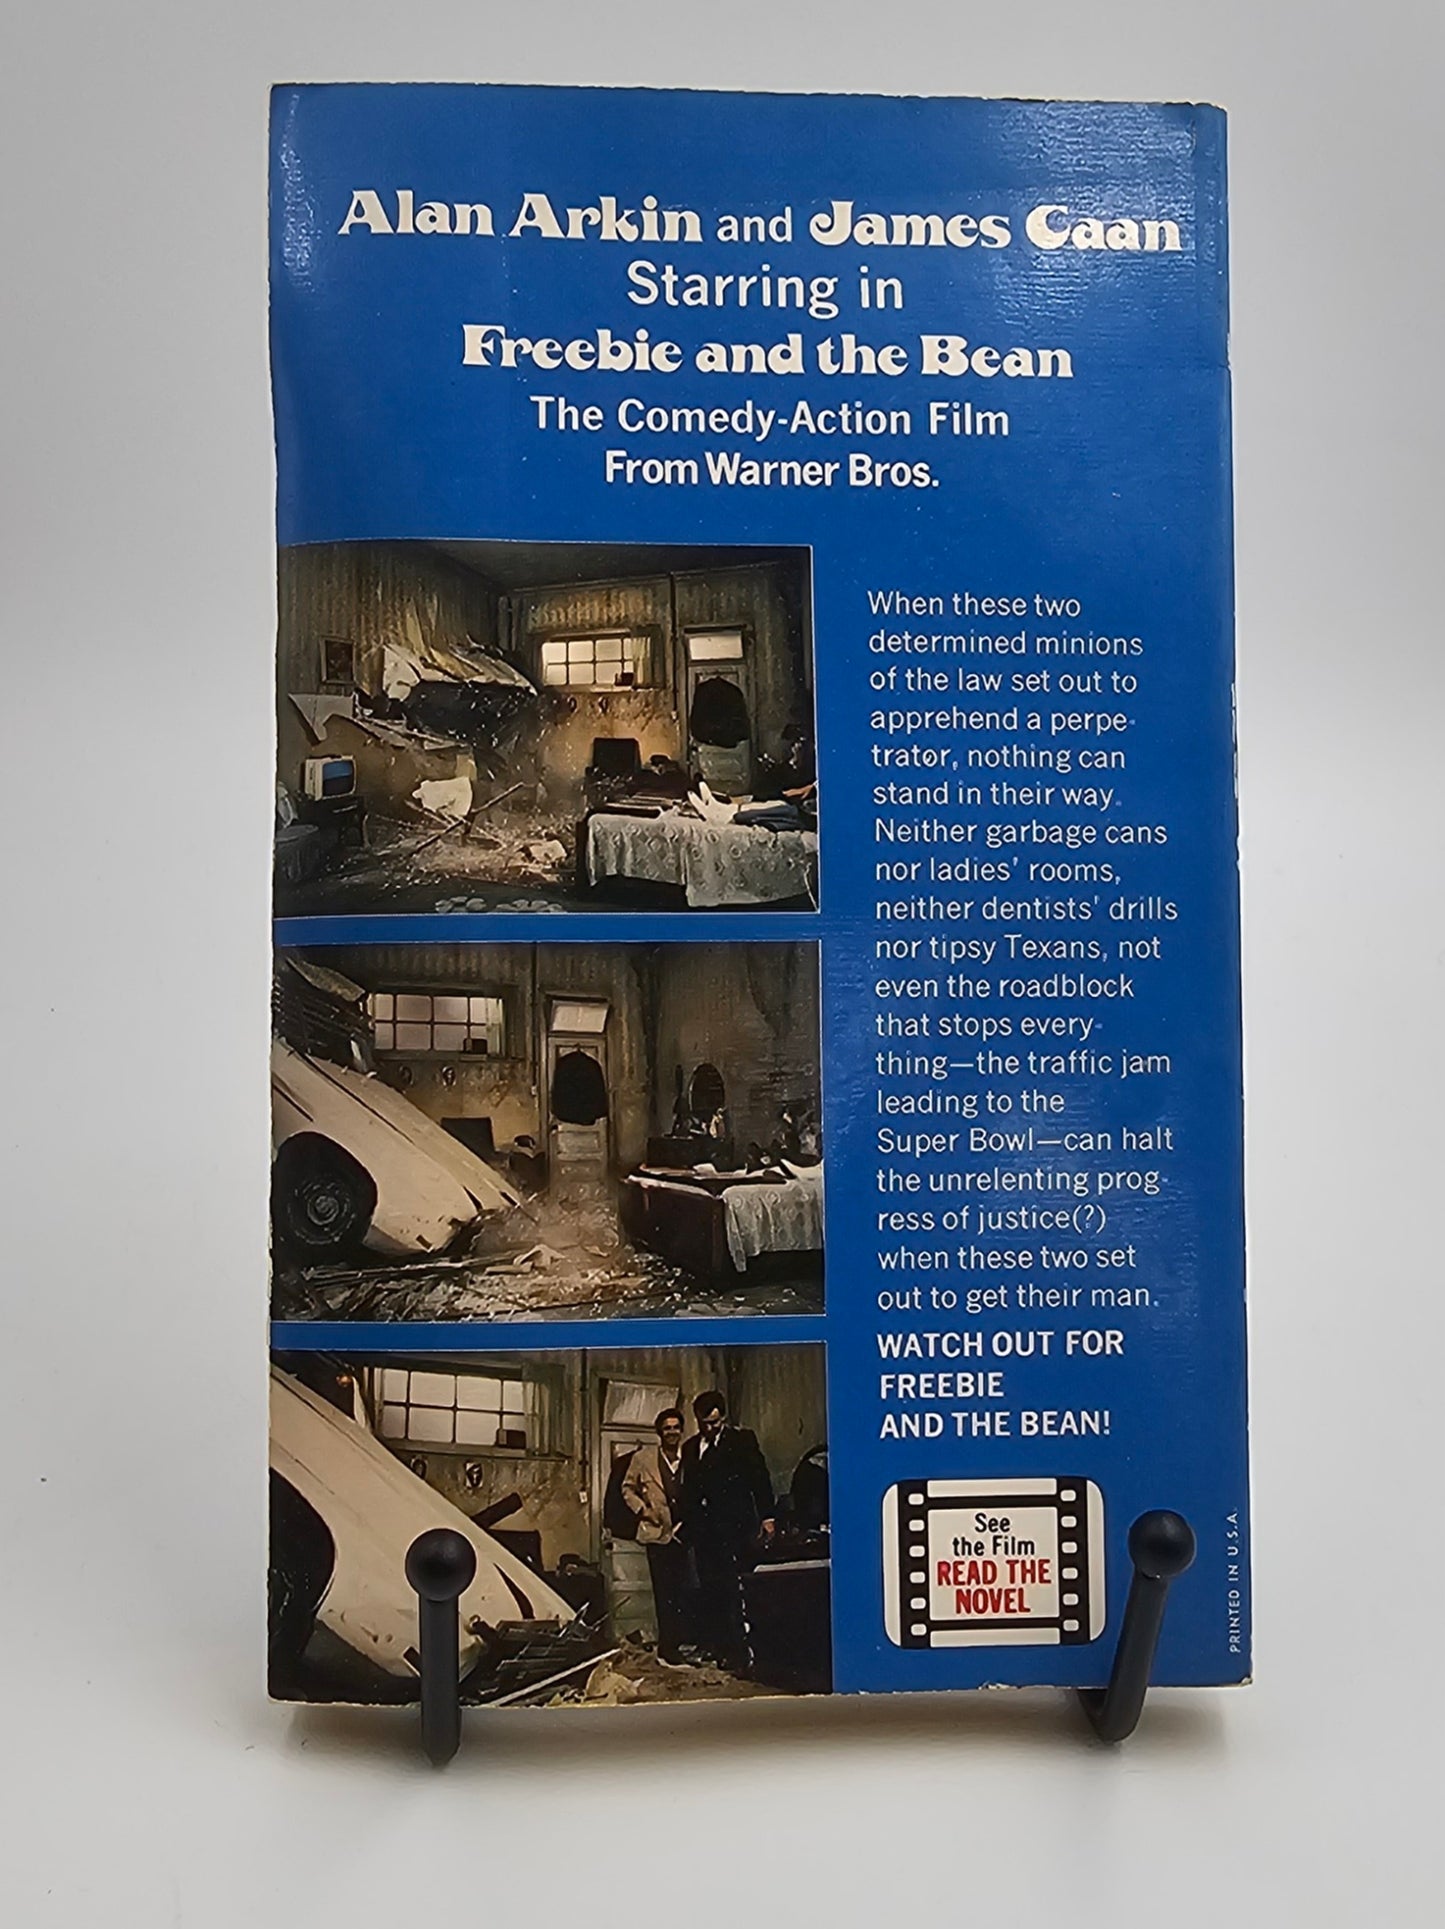 Alan Arkin and James Caan
Starring in
Freebie and the Bean
The Comedy-Action Film
From Warner Bros.
When these two
determined minions
of the law set out to
apprehend a perpe-
trator, nothing can
stand in their way.
Neither garbage cans
nor ladies' rooms,
neither dentists' drills
nor tipsy Texans, not
even the roadblock
that stops every-
thing—the traffic jam
leading to the
Super Bowl—can halt
the unrelenting prog-
ress of justice(?)
when these two set
out to get their man.
WATCH OUT FOR
FREEBIE
AND THE BEAN!
See
the Film
READ THE
NOVEL
PRINTED IN U.S.A.